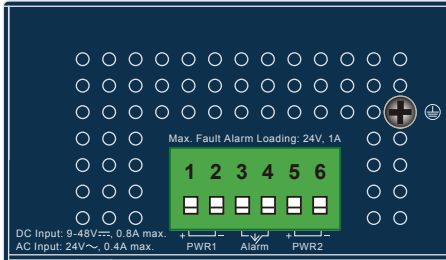 Max. Fault Alarm Loading: 24V, 1A
1 2 3 4 5 6
DC Input: 9-48V⎓, 0.8A max.
+ − + −
AC Input: 24V～, 0.4A max.
PWR1 Alarm PWR2